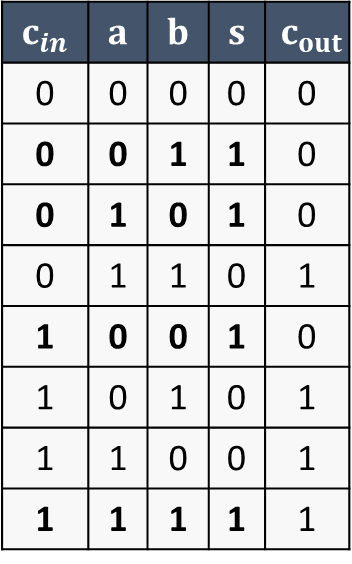 c_in a b s c_out
0 0 0 0 0
0 0 1 1 0
0 1 0 1 0
0 1 1 0 1
1 0 0 1 0
1 0 1 0 1
1 1 0 0 1
1 1 1 1 1